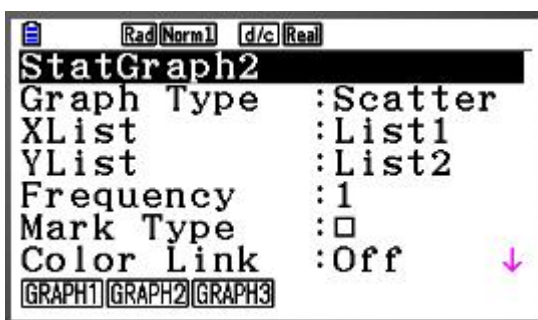 Rad Norm1 d/c Real
StatGraph2
Graph Type :Scatter
XList :List1
YList :List2
Frequency :1
Mark Type :□
Color Link :Off ↓
GRAPH1 GRAPH2 GRAPH3